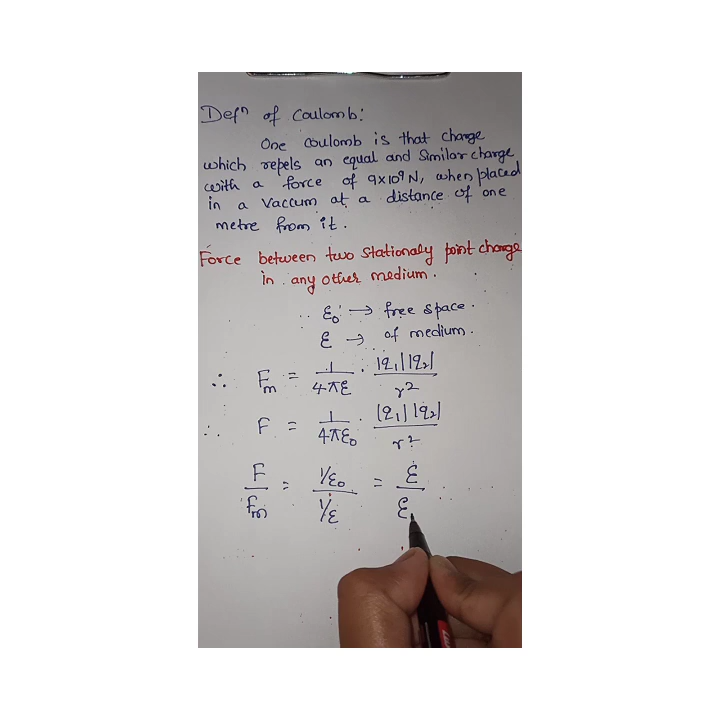 Defⁿ of Coulomb:
One coulomb is that charge
which repels an equal and Similar charge
with a force of 9x10⁹ N, when placed
in a vaccum at a distance of one
metre from it.
Force between two Stationaly point charge
in any other medium.
ε₀ → free space.
ε → of medium.
∴ Fm = 1/4πε · |q₁||q₂|/r²
∴ F = 1/4πε₀ · |q₁||q₂|/r²
F/Fm = 1/ε₀ / 1/ε = ε/ε